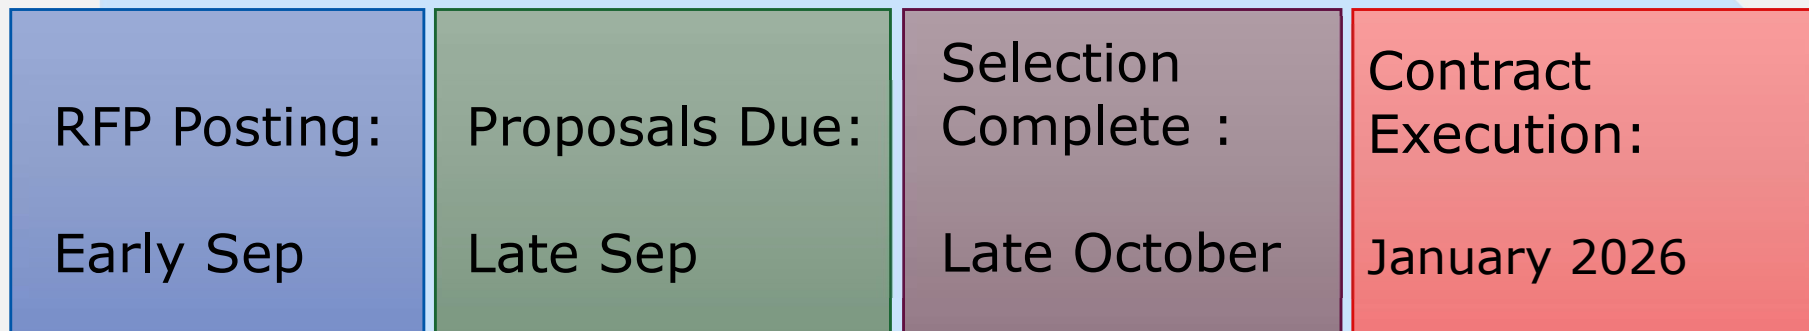 RFP Posting:
Early Sep
Proposals Due:
Late Sep
Selection
Complete :
Late October
Contract
Execution:
January 2026